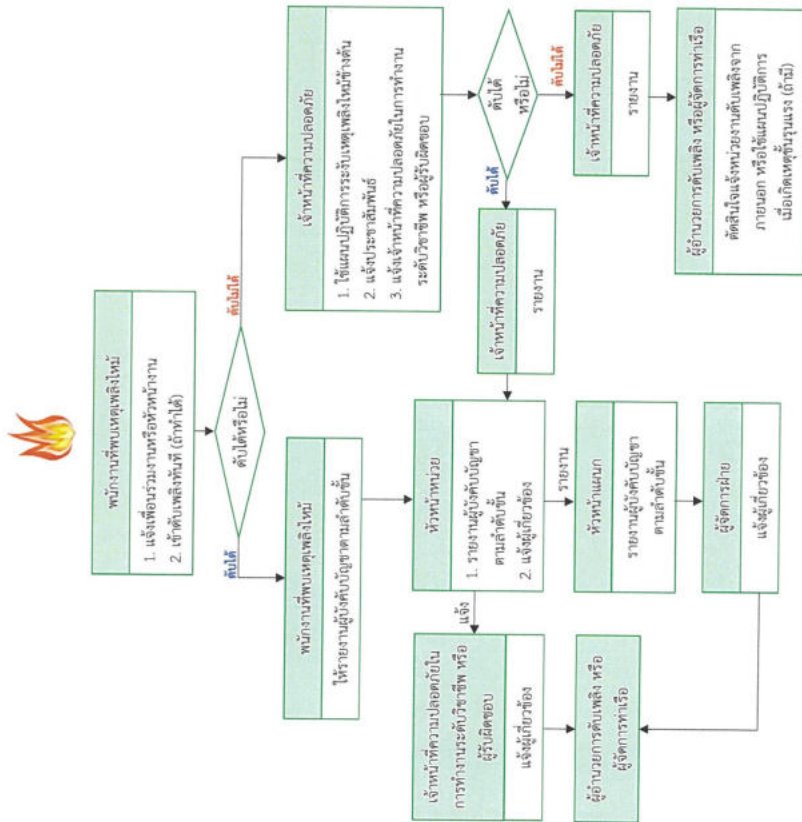 พนักงานที่พบเหตุเพลิงไหม้
1. แจ้งเพื่อนร่วมงานหรือหัวหน้างาน
2. เข้าดับเพลิงทันที (ถ้าทำได้)
ดับได้หรือไม่
ดับได้
ดับไม่ได้
พนักงานที่พบเหตุเพลิงไหม้
ให้รายงานผู้บังคับบัญชาตามลำดับชั้น
เจ้าหน้าที่ความปลอดภัย
1. ใช้แผนปฏิบัติการระงับเหตุเพลิงไหม้ข้างต้น
2. แจ้งประชาสัมพันธ์
3. แจ้งเจ้าหน้าที่ความปลอดภัยในการทำงาน
ระดับวิชาชีพ หรือผู้รับผิดชอบ
ดับได้
หรือไม่
ดับได้
ดับไม่ได้
เจ้าหน้าที่ความปลอดภัย
รายงาน
เจ้าหน้าที่ความปลอดภัย
รายงาน
ผู้อำนวยการดับเพลิง หรือผู้จัดการท่าเรือ
ตัดสินใจแจ้งหน่วยงานดับเพลิงจาก
ภายนอก หรือใช้แผนปฏิบัติการ
เมื่อเกิดเหตุขั้นรุนแรง (ถ้ามี)
หัวหน้าหน่วย
1. รายงานผู้บังคับบัญชา
ตามลำดับชั้น
2. แจ้งผู้เกี่ยวข้อง
แจ้ง
รายงาน
เจ้าหน้าที่ความปลอดภัยใน
การทำงานระดับวิชาชีพ หรือ
ผู้รับผิดชอบ
แจ้งผู้เกี่ยวข้อง
หัวหน้าแผนก
รายงานผู้บังคับบัญชา
ตามลำดับชั้น
ผู้จัดการฝ่าย
แจ้งผู้เกี่ยวข้อง
ผู้อำนวยการดับเพลิง หรือ
ผู้จัดการท่าเรือ